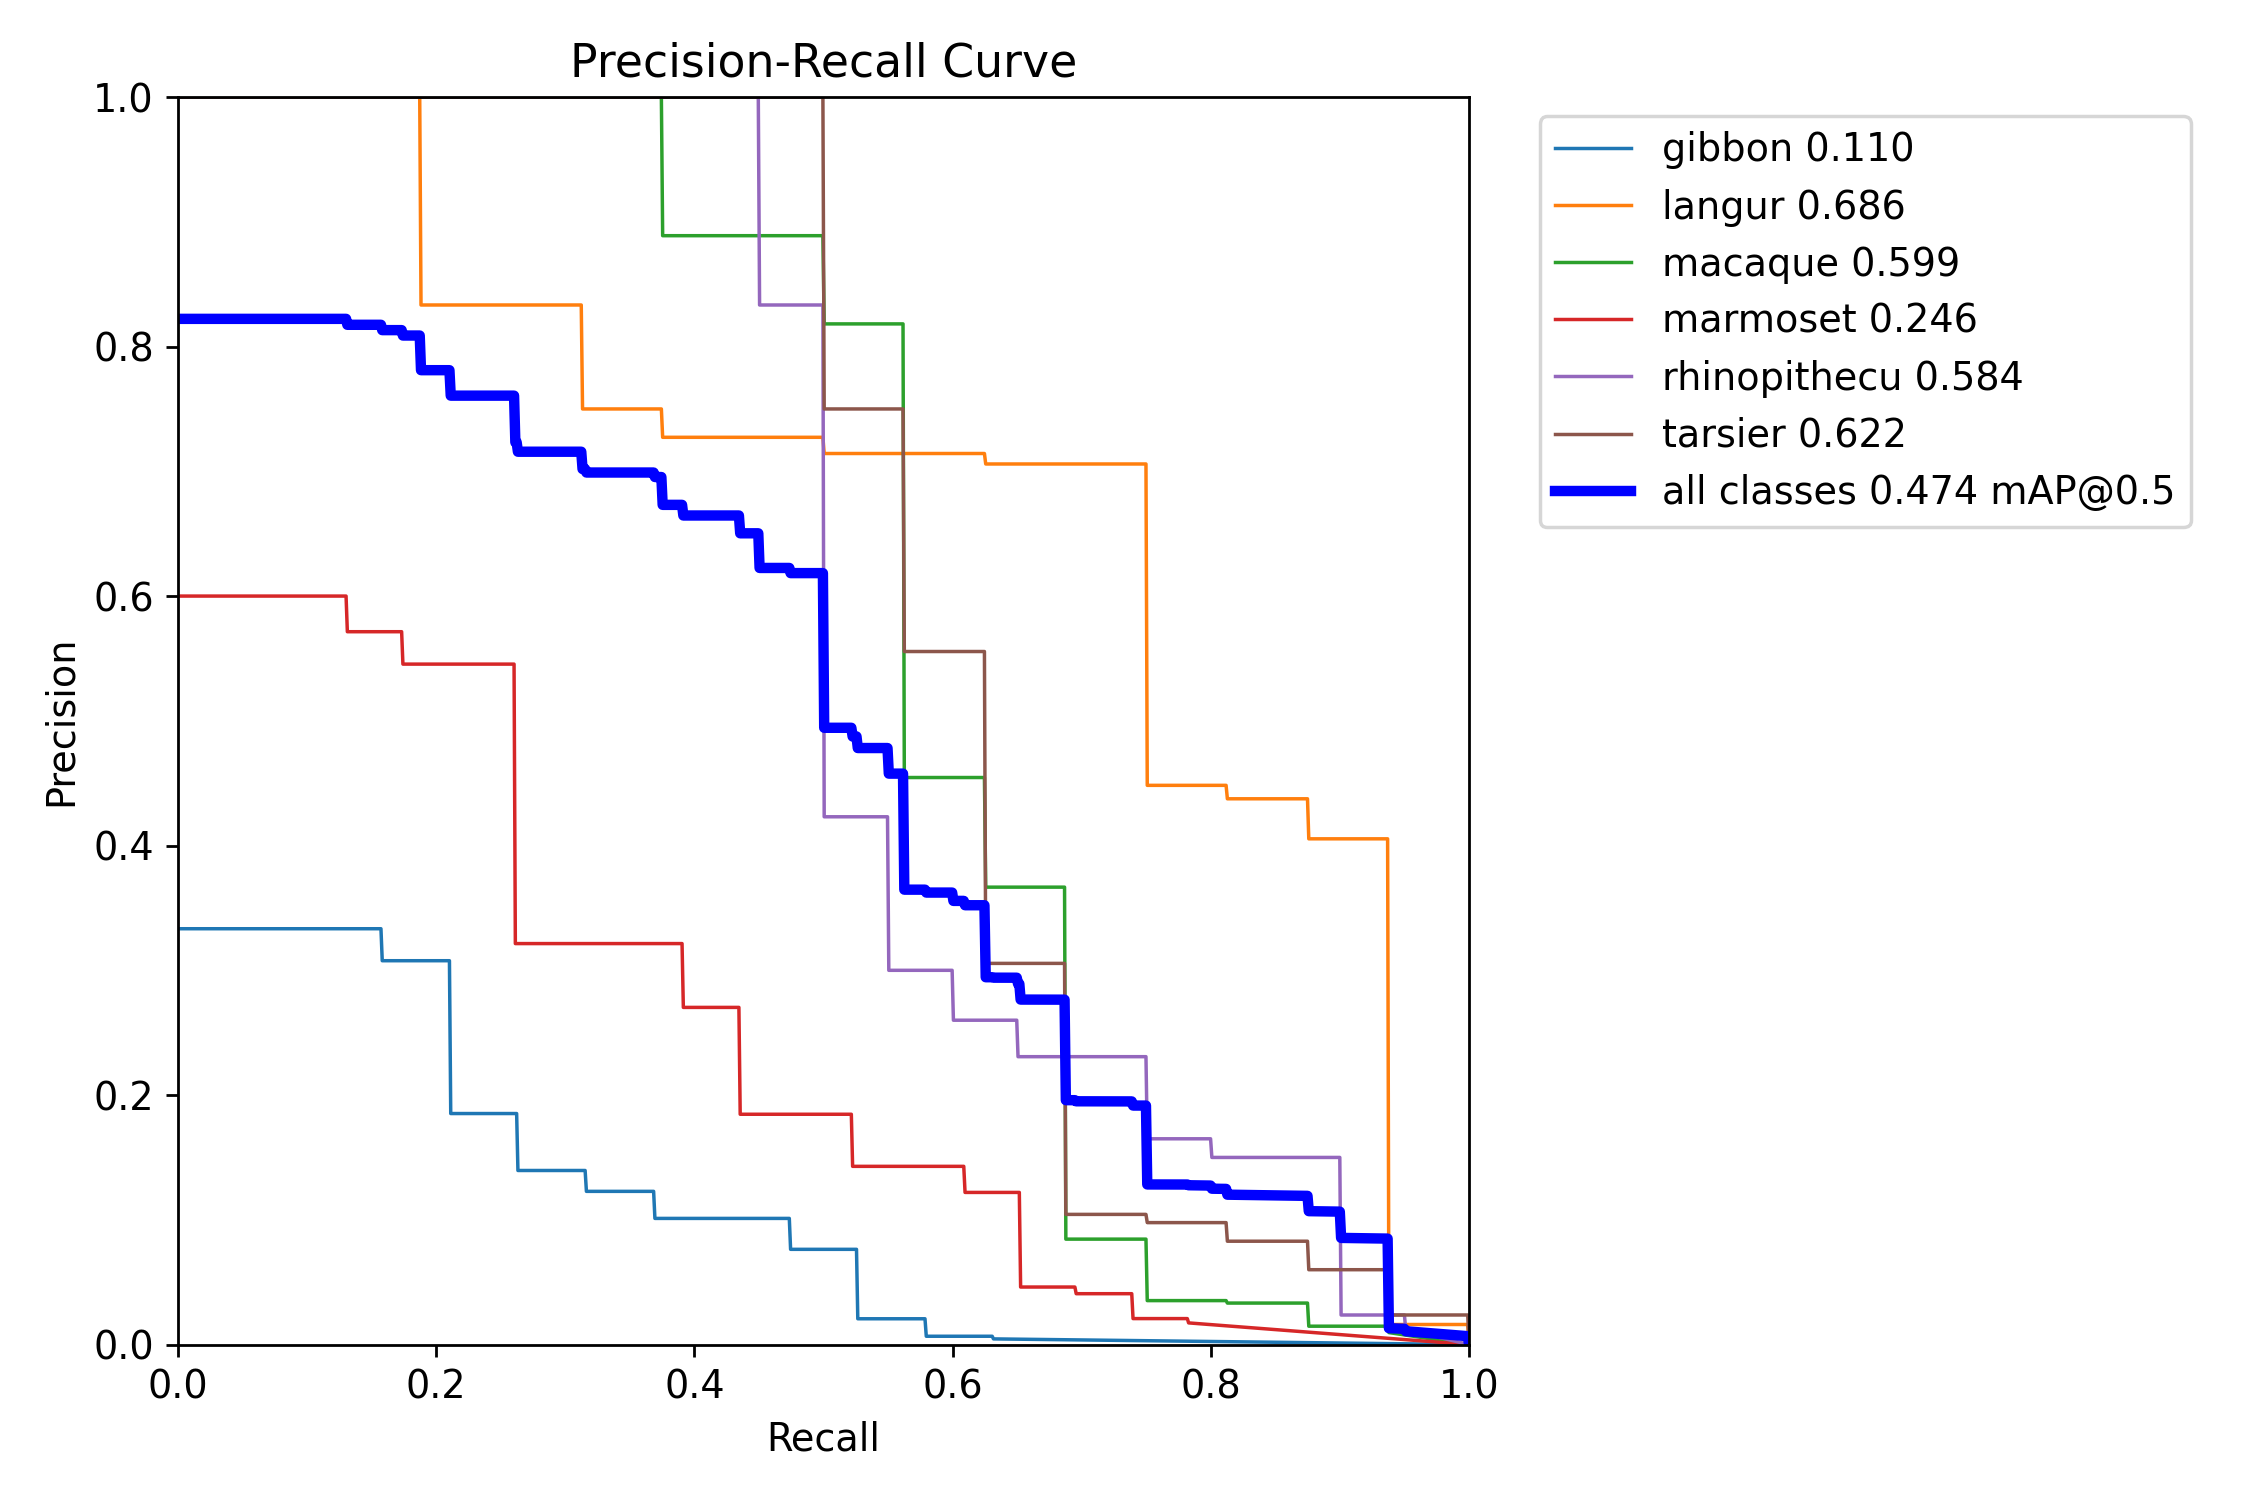 Precision-Recall Curve
1.0
0.8
0.6
0.4
0.2
0.0
Precision
0.0 0.2 0.4 0.6 0.8 1.0
Recall
gibbon 0.110
langur 0.686
macaque 0.599
marmoset 0.246
rhinopithecu 0.584
tarsier 0.622
all classes 0.474 mAP@0.5